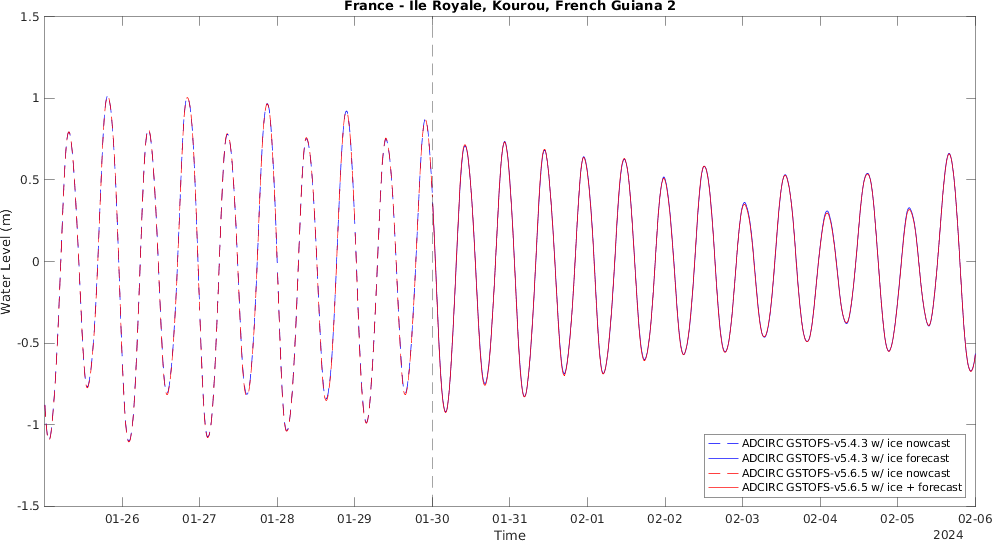 France - Ile Royale, Kourou, French Guiana 2
1.5
1
0.5
0
-0.5
-1
-1.5
Water Level (m)
01-26 01-27 01-28 01-29 01-30 01-31 02-01 02-02 02-03 02-04 02-05 02-06
Time
2024
ADCIRC GSTOFS-v5.4.3 w/ ice nowcast
ADCIRC GSTOFS-v5.4.3 w/ ice forecast
ADCIRC GSTOFS-v5.6.5 w/ ice nowcast
ADCIRC GSTOFS-v5.6.5 w/ ice + forecast